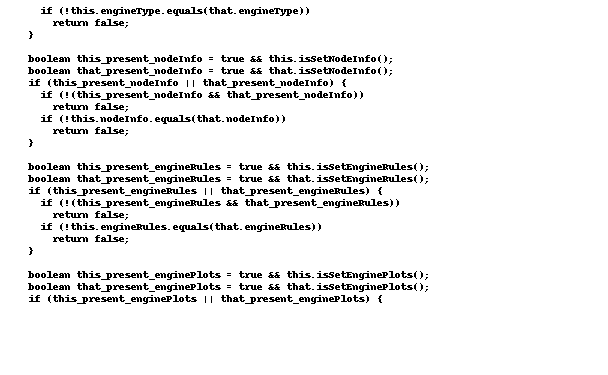 if (!this.engineType.equals(that.engineType))
return false;
}
boolean this_present_nodeInfo = true && this.isSetNodeInfo();
boolean that_present_nodeInfo = true && that.isSetNodeInfo();
if (this_present_nodeInfo || that_present_nodeInfo) {
if (!(this_present_nodeInfo && that_present_nodeInfo))
return false;
if (!this.nodeInfo.equals(that.nodeInfo))
return false;
}
boolean this_present_engineRules = true && this.isSetEngineRules();
boolean that_present_engineRules = true && that.isSetEngineRules();
if (this_present_engineRules || that_present_engineRules) {
if (!(this_present_engineRules && that_present_engineRules))
return false;
if (!this.engineRules.equals(that.engineRules))
return false;
}
boolean this_present_enginePlots = true && this.isSetEnginePlots();
boolean that_present_enginePlots = true && that.isSetEnginePlots();
if (this_present_enginePlots || that_present_enginePlots) {